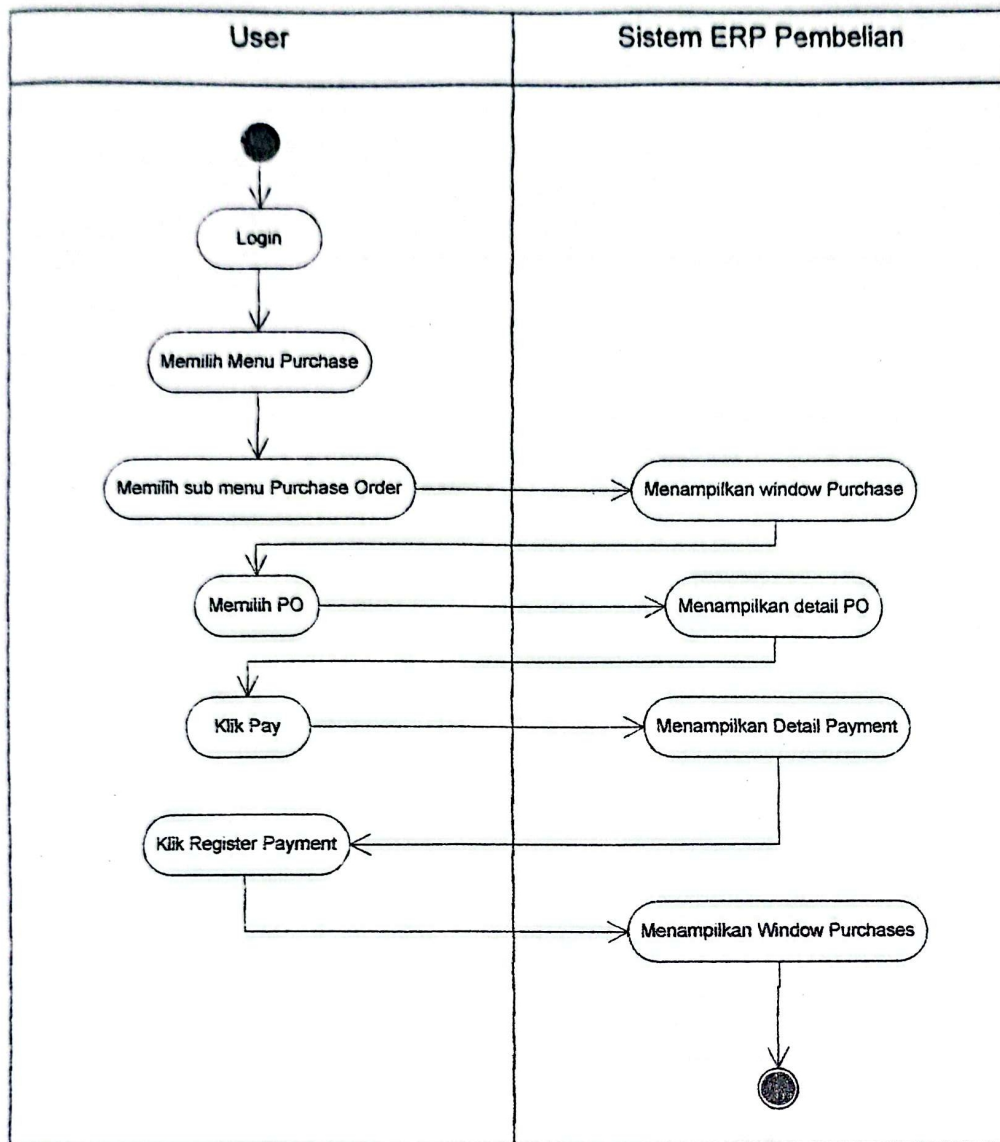 User
Sistem ERP Pembelian
Login
Memilih Menu Purchase
Memilih sub menu Purchase Order
Menampilkan window Purchase
Memilih PO
Menampilkan detail PO
Klik Pay
Menampilkan Detail Payment
Klik Register Payment
Menampilkan Window Purchases